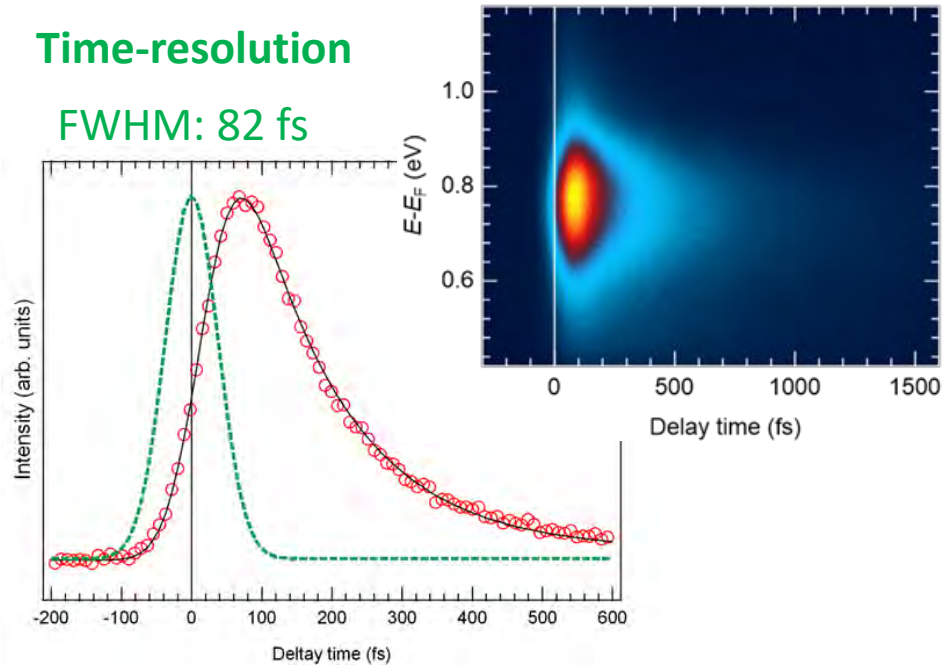 Time-resolution
FWHM: 82 fs
Intensity (arb. units)
-200 -100 0 100 200 300 400 500 600
Deltay time (fs)
E-E_F (eV)
1.0
0.8
0.6
0 500 1000 1500
Delay time (fs)